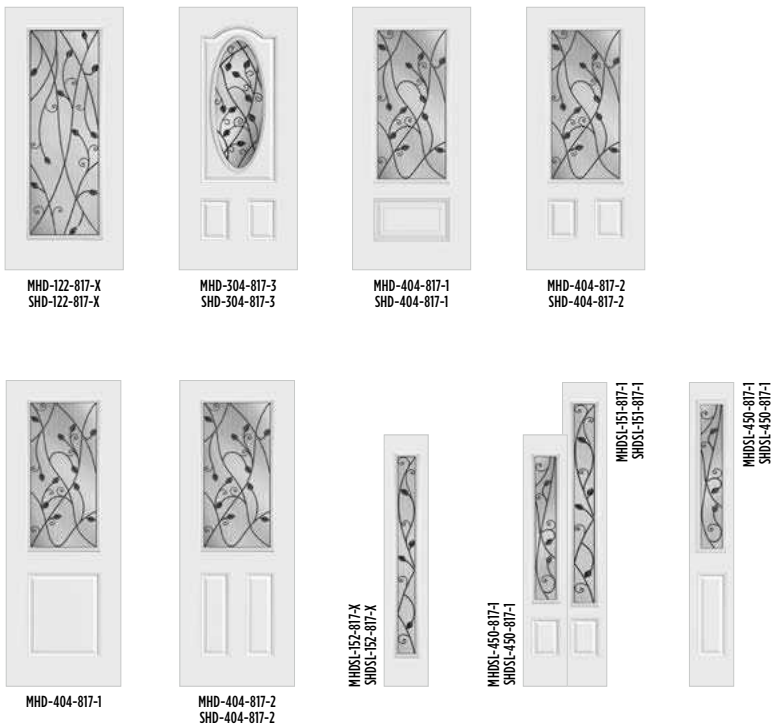 MHD-122-817-X
SHD-122-817-X
MHD-304-817-3
SHD-304-817-3
MHD-404-817-1
SHD-404-817-1
MHD-404-817-2
SHD-404-817-2
MHD-404-817-1
MHD-404-817-2
SHD-404-817-2
MHDSL-152-817-X
SHDSL-152-817-X
MHDSL-450-817-1
SHDSL-450-817-1
MHDSL-151-817-1
SHDSL-151-817-1
MHDSL-450-817-1
SHDSL-450-817-1